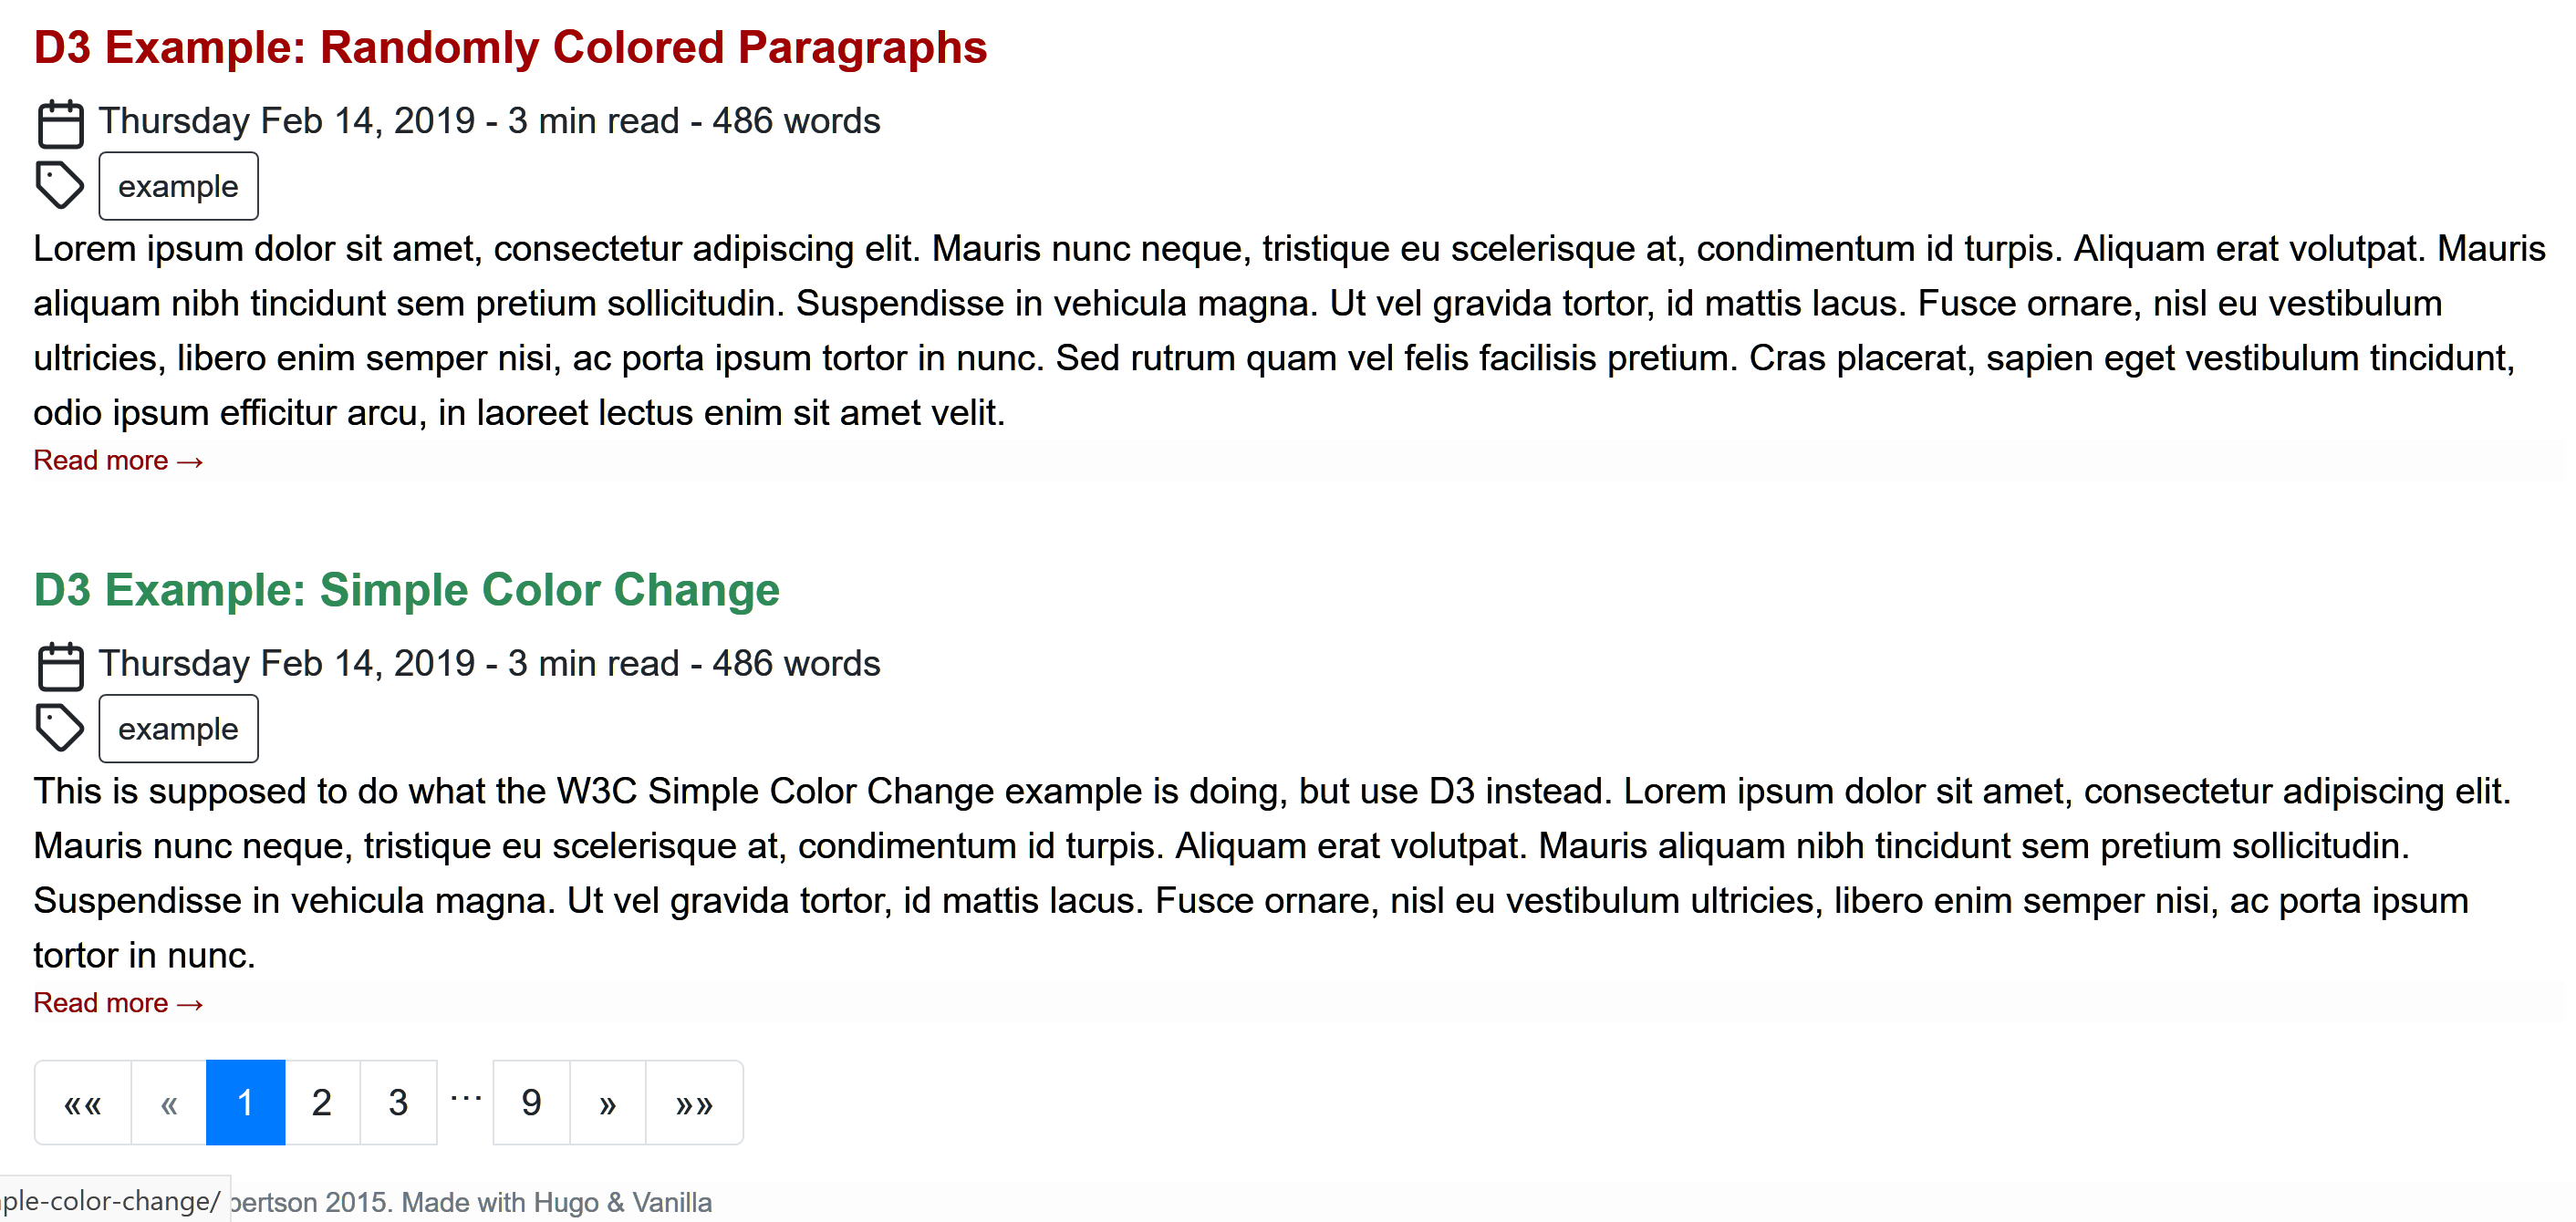 D3 Example: Randomly Colored Paragraphs
Thursday Feb 14, 2019 - 3 min read - 486 words
example
Lorem ipsum dolor sit amet, consectetur adipiscing elit. Mauris nunc neque, tristique eu scelerisque at, condimentum id turpis. Aliquam erat volutpat. Mauris
aliquam nibh tincidunt sem pretium sollicitudin. Suspendisse in vehicula magna. Ut vel gravida tortor, id mattis lacus. Fusce ornare, nisl eu vestibulum
ultricies, libero enim semper nisi, ac porta ipsum tortor in nunc. Sed rutrum quam vel felis facilisis pretium. Cras placerat, sapien eget vestibulum tincidunt,
odio ipsum efficitur arcu, in laoreet lectus enim sit amet velit.
Read more →
D3 Example: Simple Color Change
Thursday Feb 14, 2019 - 3 min read - 486 words
example
This is supposed to do what the W3C Simple Color Change example is doing, but use D3 instead. Lorem ipsum dolor sit amet, consectetur adipiscing elit.
Mauris nunc neque, tristique eu scelerisque at, condimentum id turpis. Aliquam erat volutpat. Mauris aliquam nibh tincidunt sem pretium sollicitudin.
Suspendisse in vehicula magna. Ut vel gravida tortor, id mattis lacus. Fusce ornare, nisl eu vestibulum ultricies, libero enim semper nisi, ac porta ipsum
tortor in nunc.
Read more →
«« « 1 2 3 … 9 » »»
ple-color-change/ bertson 2015. Made with Hugo & Vanilla